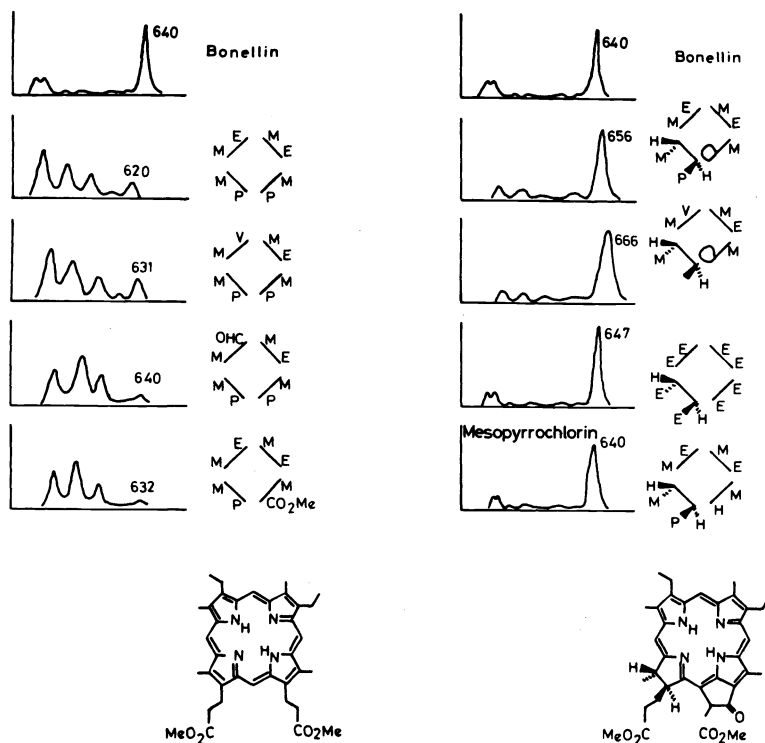 640
Bonellin
620
E M
M E
M M
P P
631
V M
M E
M M
P P
640
OHC M
M E
M M
P P
632
E M
M E
M M
P CO₂Me
N H N
N H N
MeO₂C CO₂Me
640
Bonellin
656
E M
M E
H
M M
P H
666
V M
M E
H
M M
H
647
E E
E E
H
E E
E H E
Mesopyrrochlorin
640
E M
M E
H
M M
P H H
N H N
N H N
H
H
O
MeO₂C CO₂Me